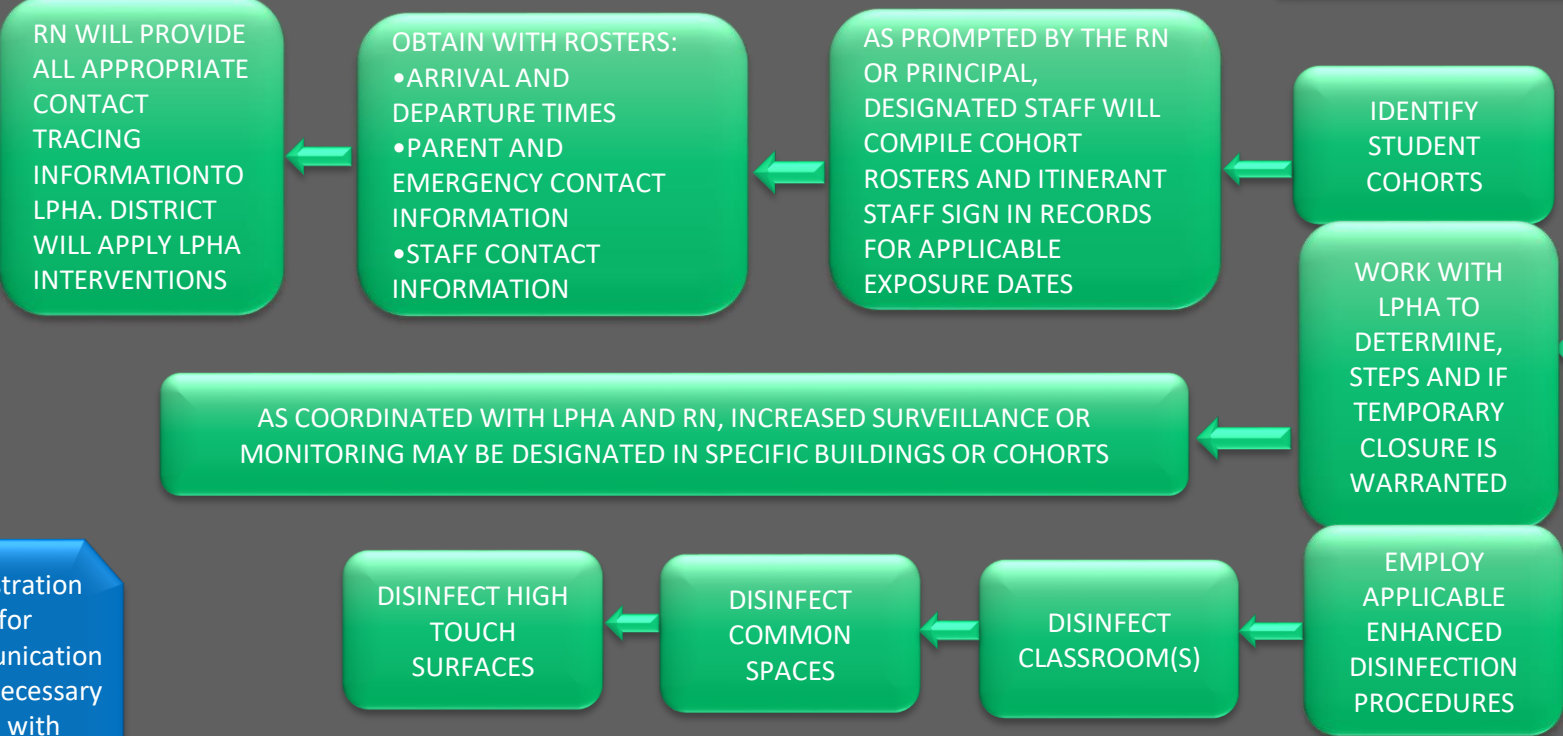 RN WILL PROVIDE
ALL APPROPRIATE
CONTACT
TRACING
INFORMATIONTO
LPHA. DISTRICT
WILL APPLY LPHA
INTERVENTIONS
OBTAIN WITH ROSTERS:
•ARRIVAL AND
DEPARTURE TIMES
•PARENT AND
EMERGENCY CONTACT
INFORMATION
•STAFF CONTACT
INFORMATION
AS PROMPTED BY THE RN
OR PRINCIPAL,
DESIGNATED STAFF WILL
COMPILE COHORT
ROSTERS AND ITINERANT
STAFF SIGN IN RECORDS
FOR APPLICABLE
EXPOSURE DATES
IDENTIFY
STUDENT
COHORTS
AS COORDINATED WITH LPHA AND RN, INCREASED SURVEILLANCE OR
MONITORING MAY BE DESIGNATED IN SPECIFIC BUILDINGS OR COHORTS
WORK WITH
LPHA TO
DETERMINE,
STEPS AND IF
TEMPORARY
CLOSURE IS
WARRANTED
stration
for
unication
ecessary
with
DISINFECT HIGH
TOUCH
SURFACES
DISINFECT
COMMON
SPACES
DISINFECT
CLASSROOM(S)
EMPLOY
APPLICABLE
ENHANCED
DISINFECTION
PROCEDURES